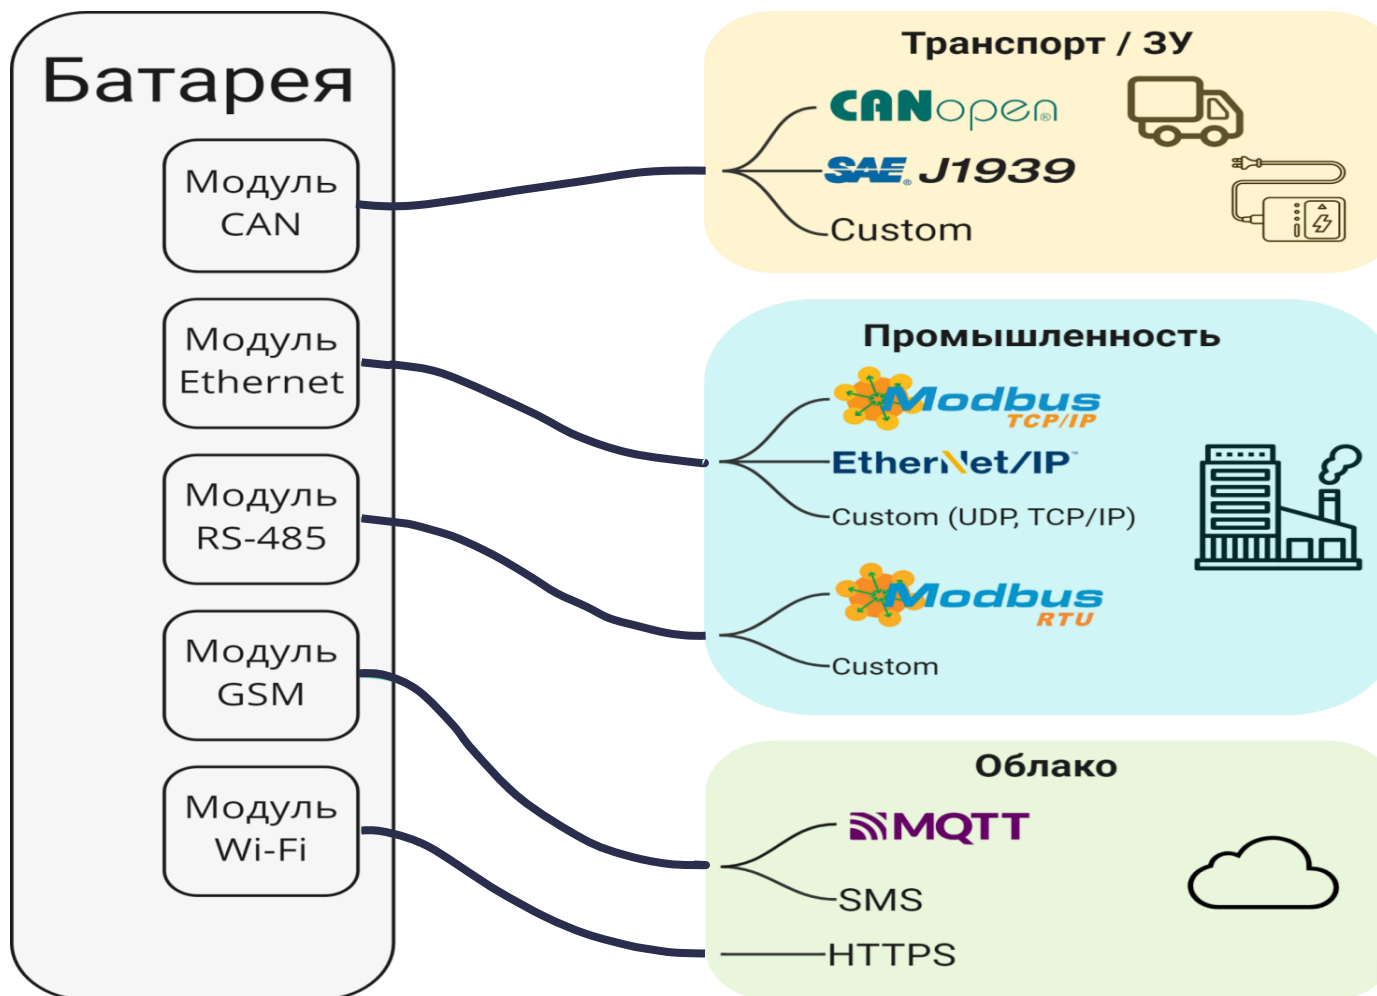 Батарея
Модуль
CAN
Модуль
Ethernet
Модуль
RS-485
Модуль
GSM
Модуль
Wi-Fi
Транспорт / ЗУ
CANopen®
SAE® J1939
Custom
Промышленность
Modbus
TCP/IP
EtherNet/IP™
Custom (UDP, TCP/IP)
Modbus
RTU
Custom
Облако
MQTT
SMS
HTTPS